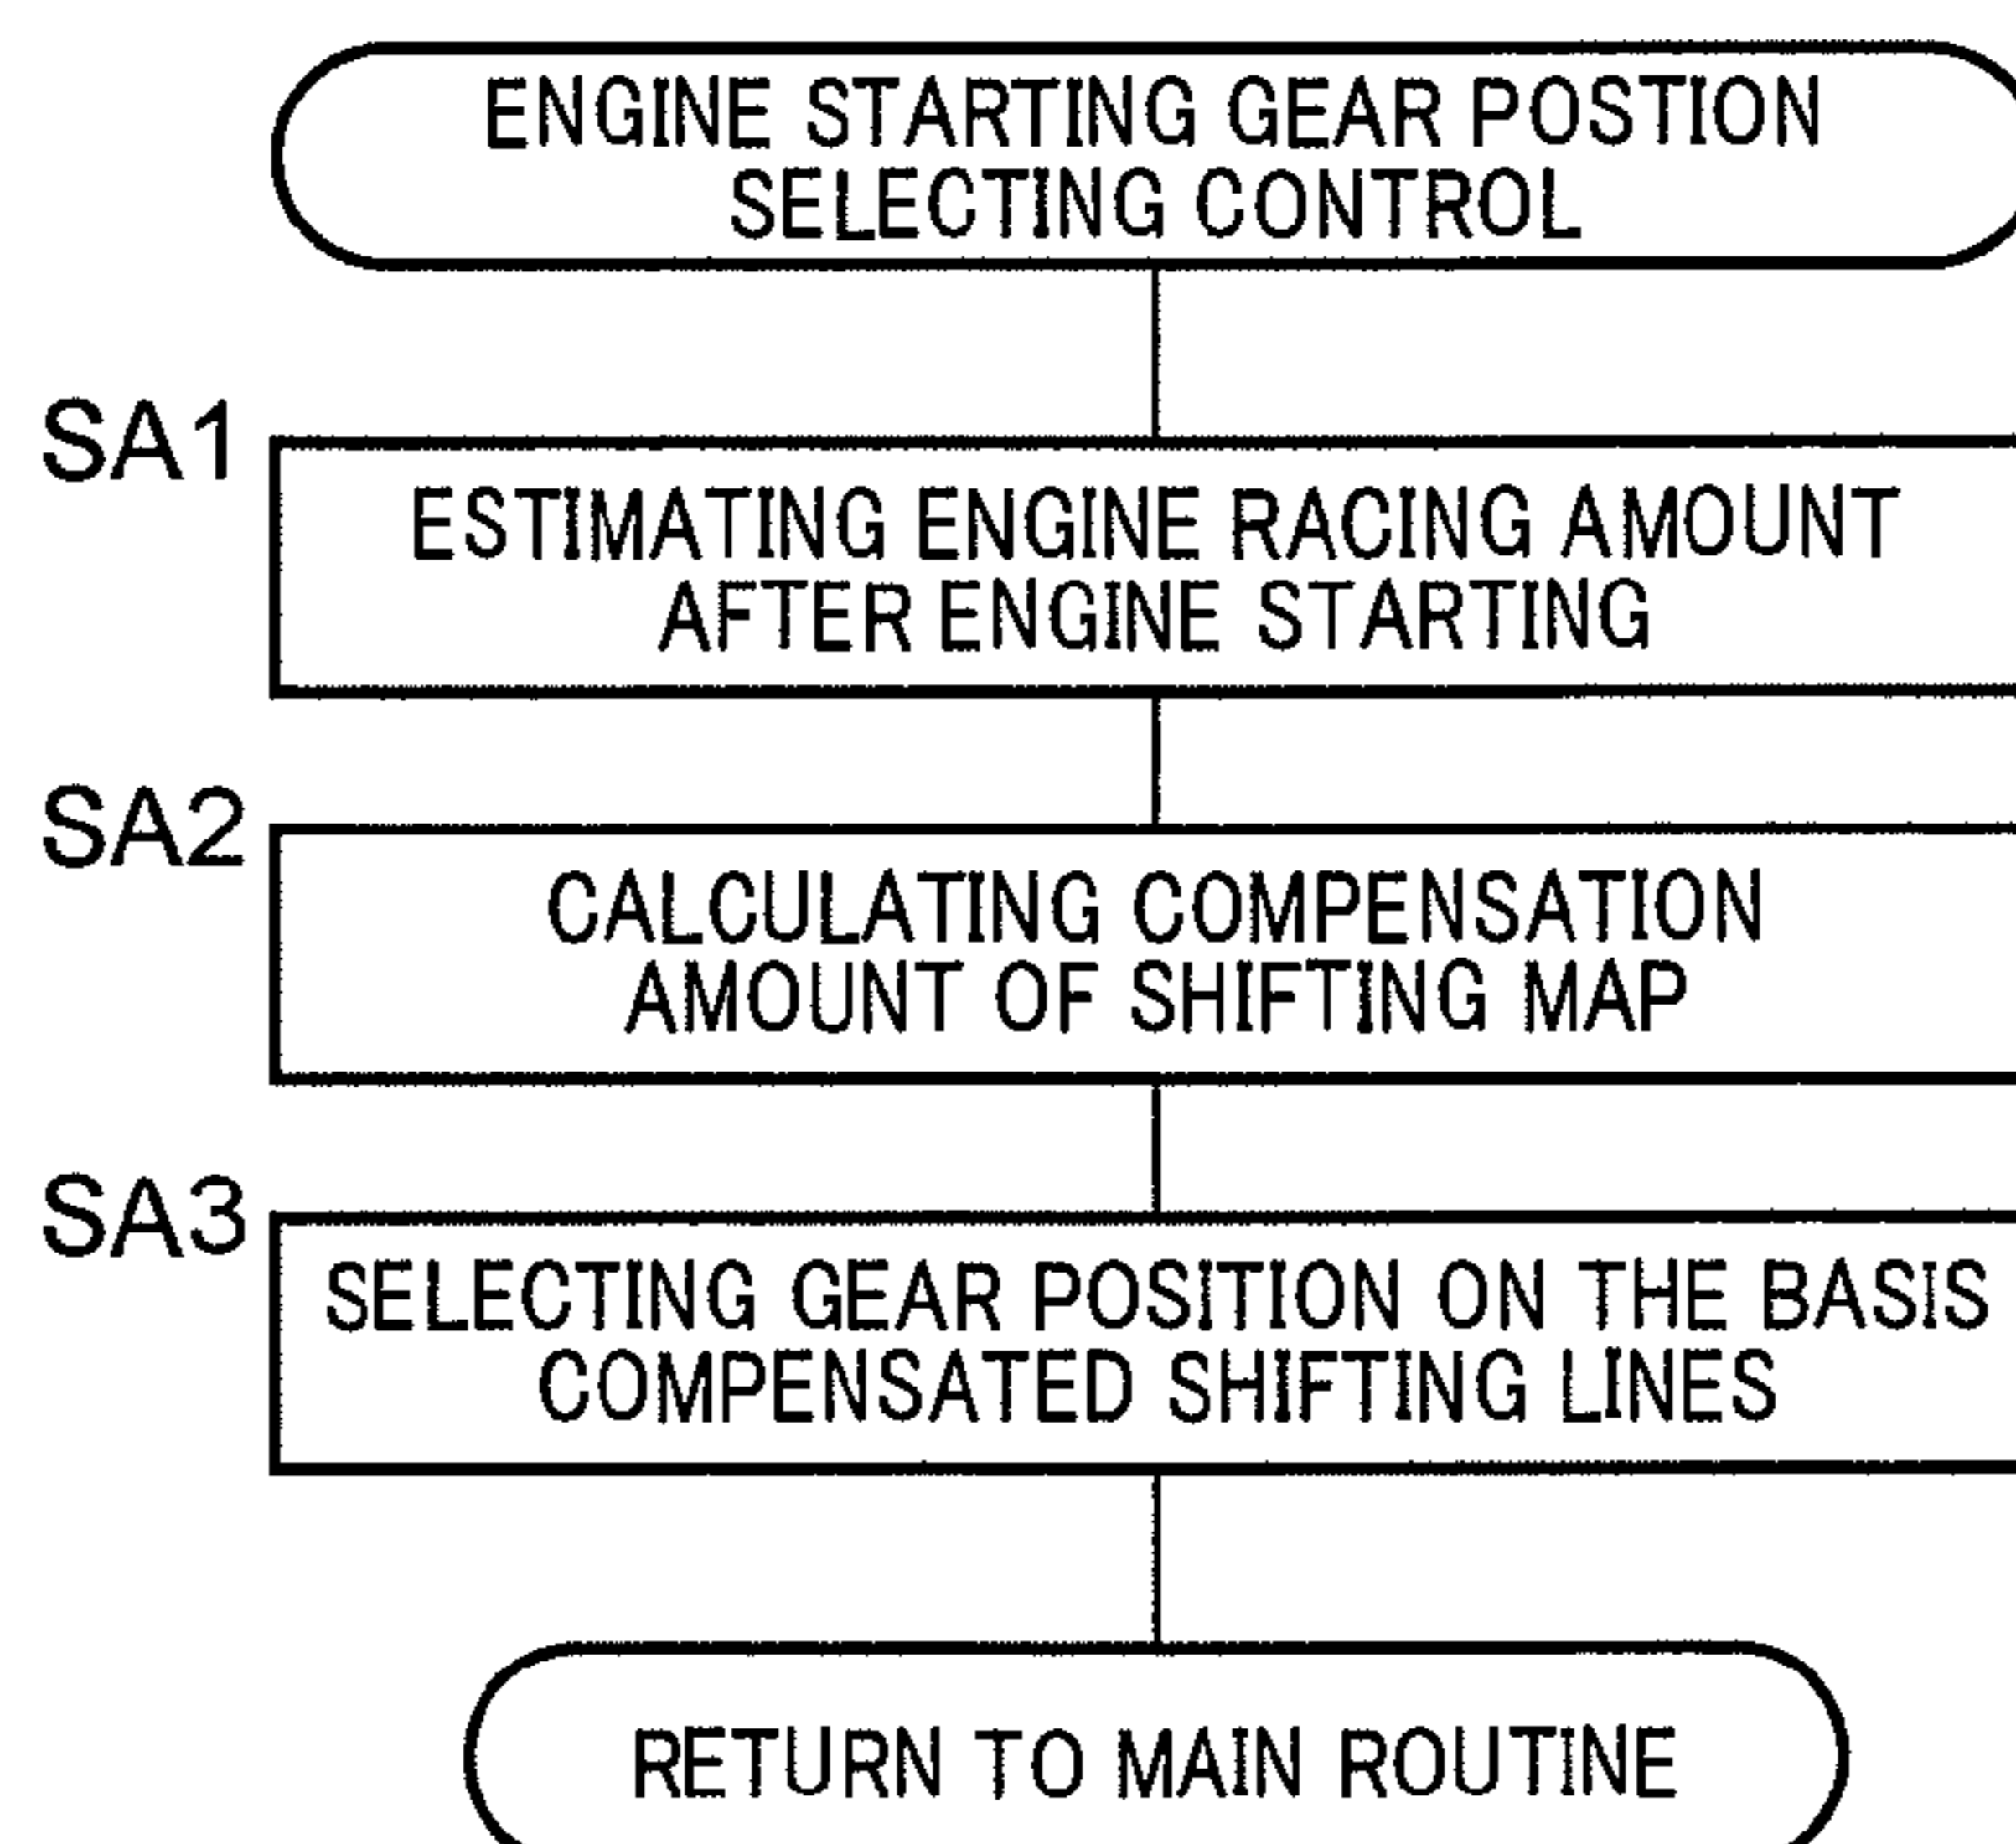 ENGINE STARTING GEAR POSTION
SELECTING CONTROL
SA1
ESTIMATING ENGINE RACING AMOUNT
AFTER ENGINE STARTING
SA2
CALCULATING COMPENSATION
AMOUNT OF SHIFTING MAP
SA3
SELECTING GEAR POSITION ON THE BASIS
COMPENSATED SHIFTING LINES
RETURN TO MAIN ROUTINE